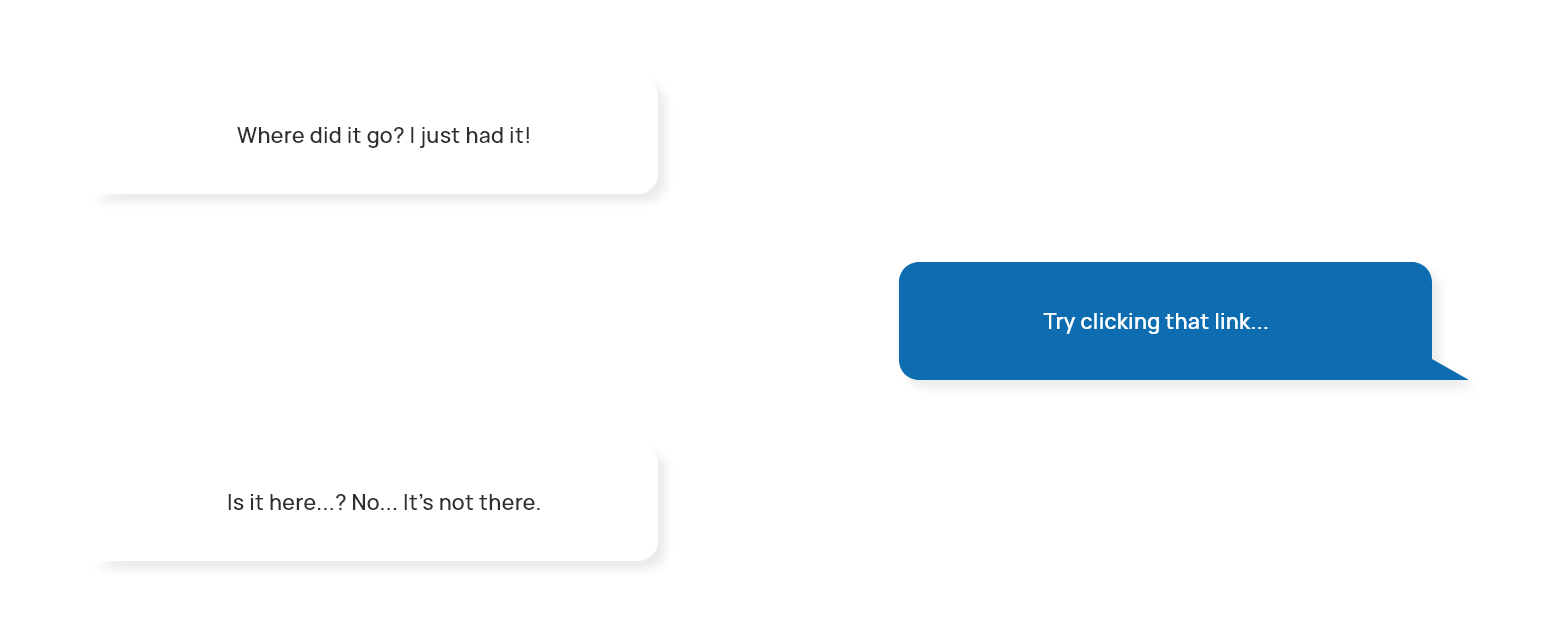 Where did it go? I just had it!
Try clicking that link...
Is it here...? No... It’s not there.